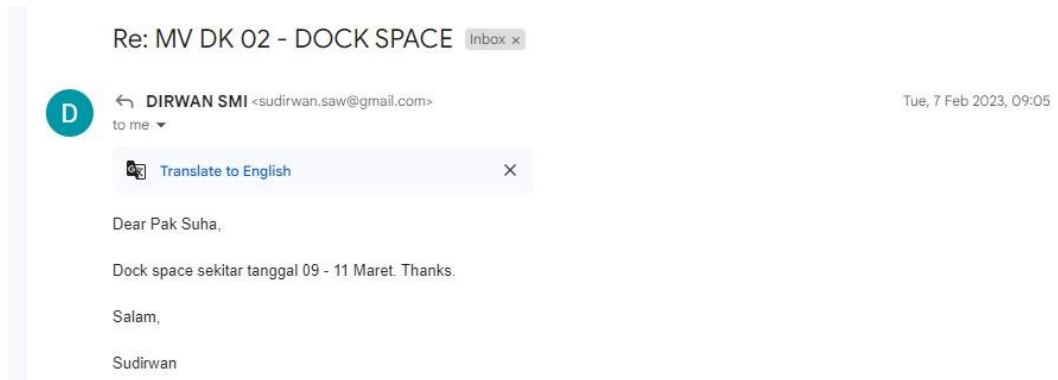 Re: MV DK 02 - DOCK SPACE Inbox ×
D
DIRWAN SMI <sudirwan.saw@gmail.com> Tue, 7 Feb 2023, 09:05
to me
Translate to English
Dear Pak Suha,
Dock space sekitar tanggal 09 - 11 Maret. Thanks.
Salam,
Sudirwan